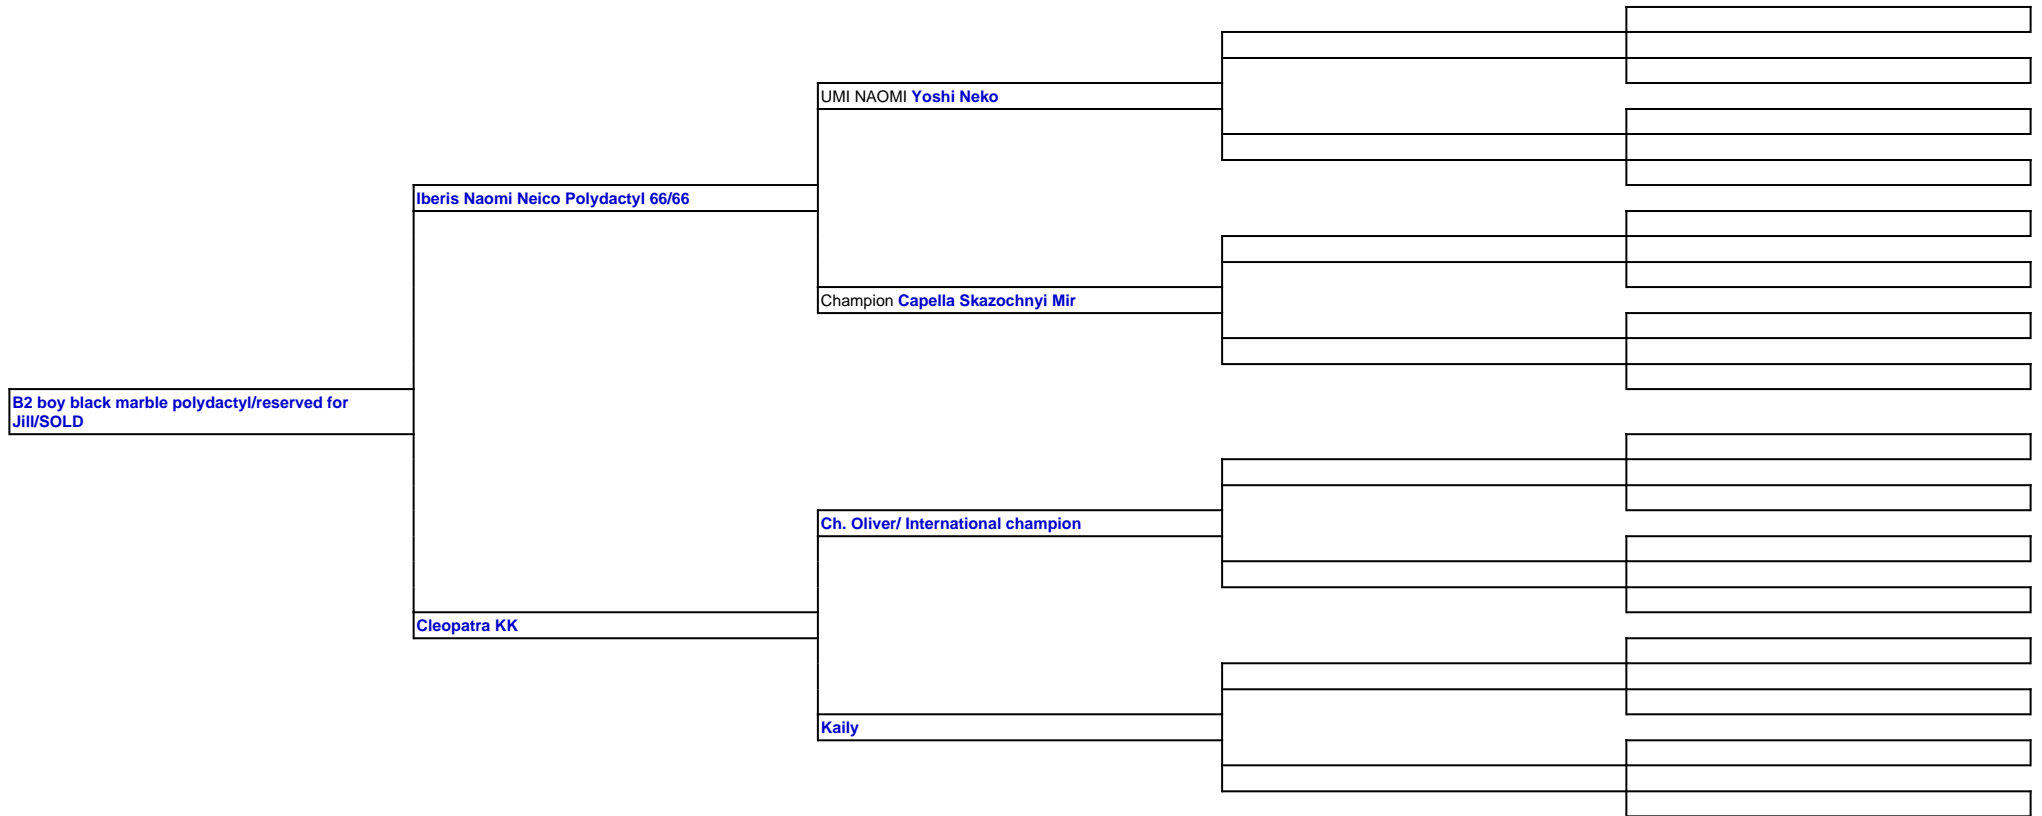 UMI NAOMI Yoshi Neko
Iberis Naomi Neico Polydactyl 66/66
Champion Capella Skazochnyi Mir
B2 boy black marble polydactyl/reserved for
Jill/SOLD
Ch. Oliver/ International champion
Cleopatra KK
Kaily